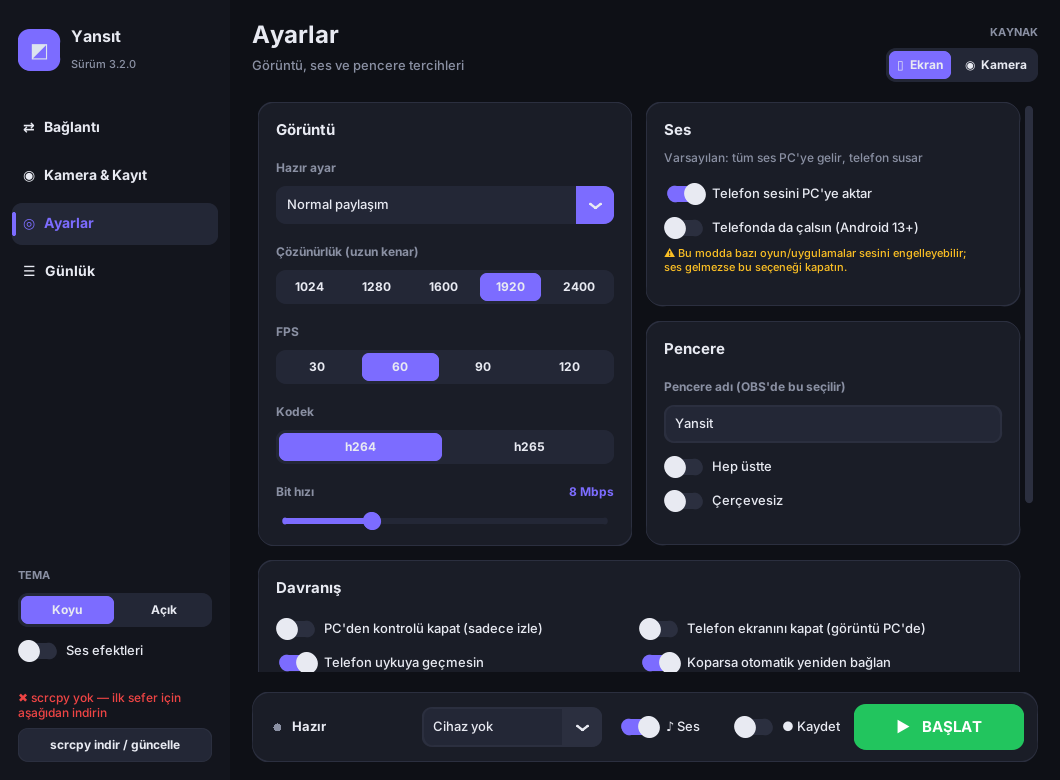 Yansıt
Sürüm 3.2.0
⇄ Bağlantı
◉ Kamera & Kayıt
◎ Ayarlar
☰ Günlük
TEMA
Koyu Açık
Ses efektleri
✖ scrcpy yok — ilk sefer için
aşağıdan indirin
scrcpy indir / güncelle
Ayarlar
Görüntü, ses ve pencere tercihleri
KAYNAK
▯ Ekran ◉ Kamera
Görüntü
Hazır ayar
Normal paylaşım
Çözünürlük (uzun kenar)
1024 1280 1600 1920 2400
FPS
30 60 90 120
Kodek
h264 h265
Bit hızı 8 Mbps
Ses
Varsayılan: tüm ses PC'ye gelir, telefon susar
Telefon sesini PC'ye aktar
Telefonda da çalsın (Android 13+)
⚠ Bu modda bazı oyun/uygulamalar sesini engelleyebilir;
ses gelmezse bu seçeneği kapatın.
Pencere
Pencere adı (OBS'de bu seçilir)
Yansit
Hep üstte
Çerçevesiz
Davranış
PC'den kontrolü kapat (sadece izle) Telefon ekranını kapat (görüntü PC'de)
Telefon uykuya geçmesin Koparsa otomatik yeniden bağlan
● Hazır Cihaz yok ♪ Ses ● Kaydet ▶ BAŞLAT